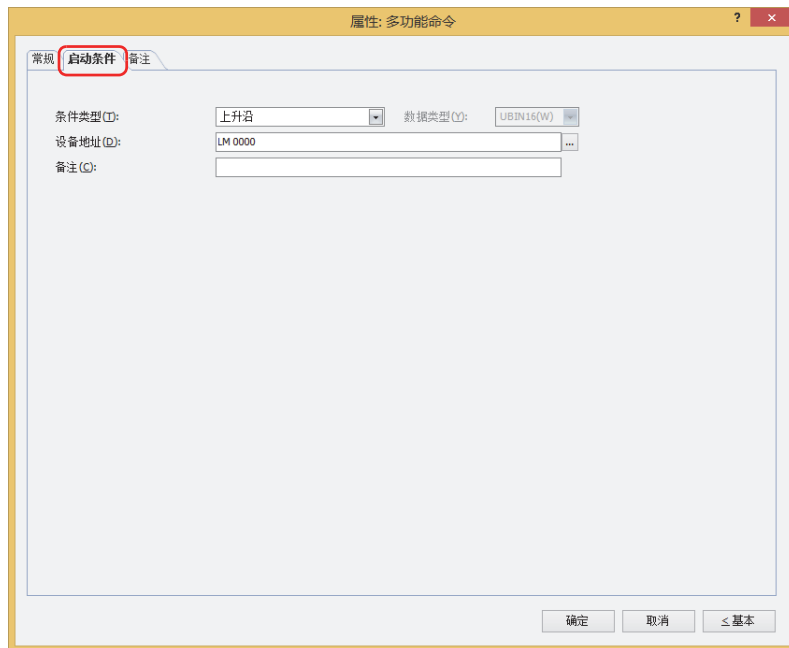 属性: 多功能命令 ? ×
常规 启动条件 备注
条件类型(T): 上升沿 数据类型(Y): UBIN16(W)
设备地址(D): LM 0000 ...
备注(C):
确定 取消 ≤基本